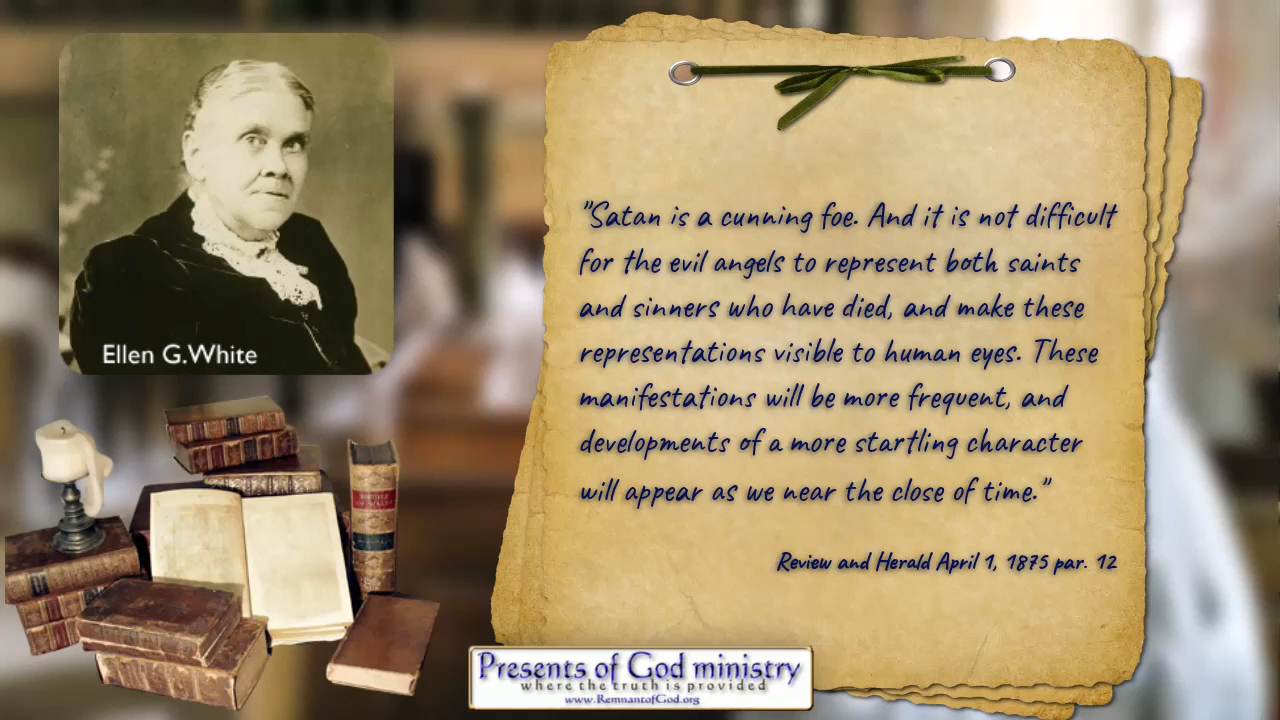 Ellen G.White
"Satan is a cunning foe. And it is not difficult
for the evil angels to represent both saints
and sinners who have died, and make these
representations visible to human eyes. These
manifestations will be more frequent, and
developments of a more startling character
will appear as we near the close of time."
Review and Herald April 1, 1875 par. 12
Presents of God ministry
where the truth is provided
www.RemnantofGod.org